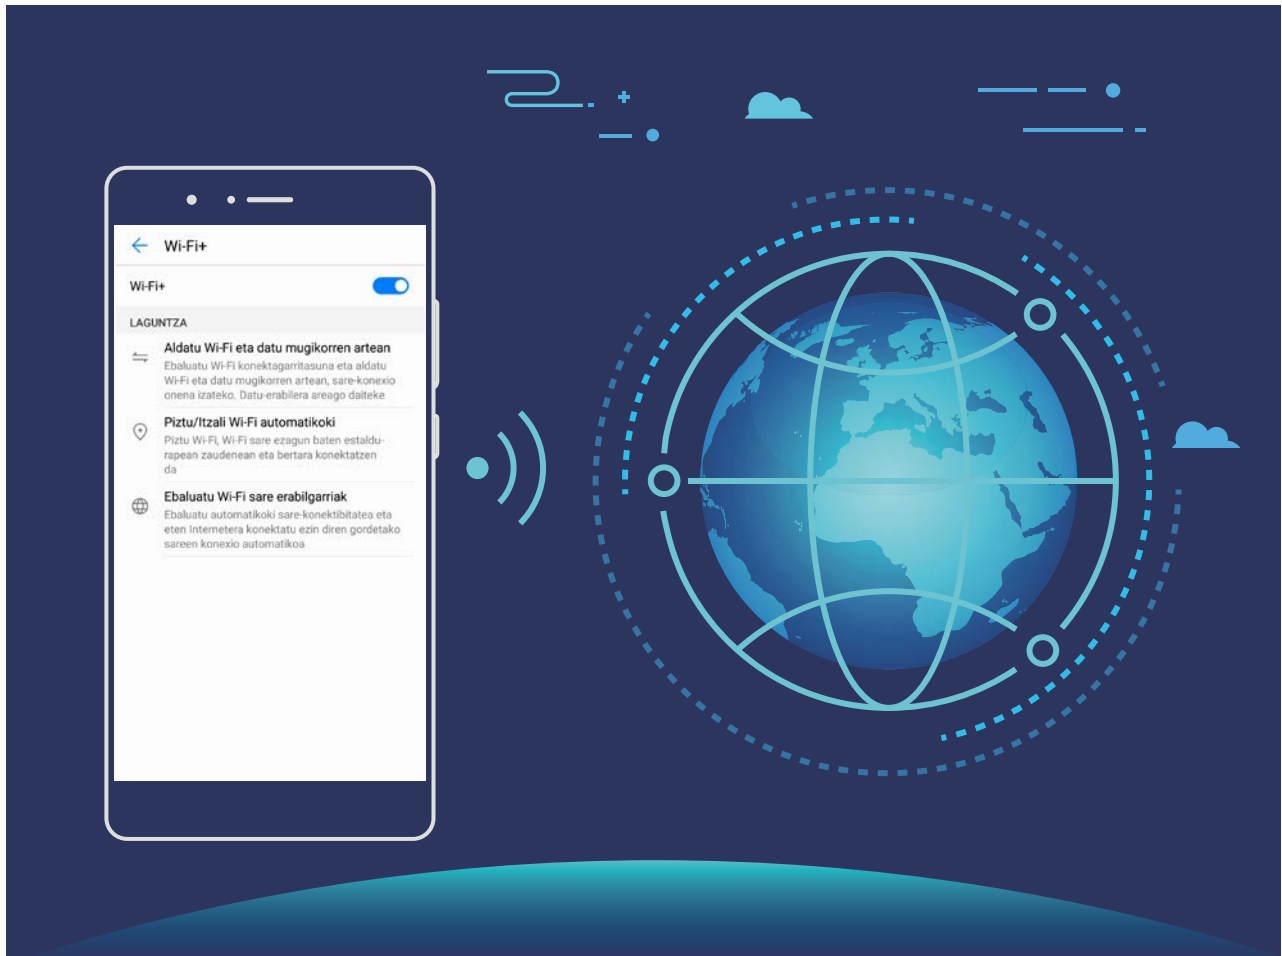 Wi-Fi+
Wi-Fi+
LAGUNTZA
Aldatu Wi-Fi eta datu mugikorren artean
Ebaluatu Wi-Fi konektagarritasuna eta aldatu
Wi-Fi eta datu mugikorren artean, sare-konexio
onena izateko. Datu-erabilera areago daiteke
Piztu/Itzali Wi-Fi automatikoki
Piztu Wi-Fi, Wi-Fi sare ezagun baten estaldu-
rapean zaudenean eta bertara konektatzen
da
Ebaluatu Wi-Fi sare erabilgarriak
Ebaluatu automatikoki sare-konektibitatea eta
eten Internetera konektatu ezin diren gordetako
sareen konexio automatikoa